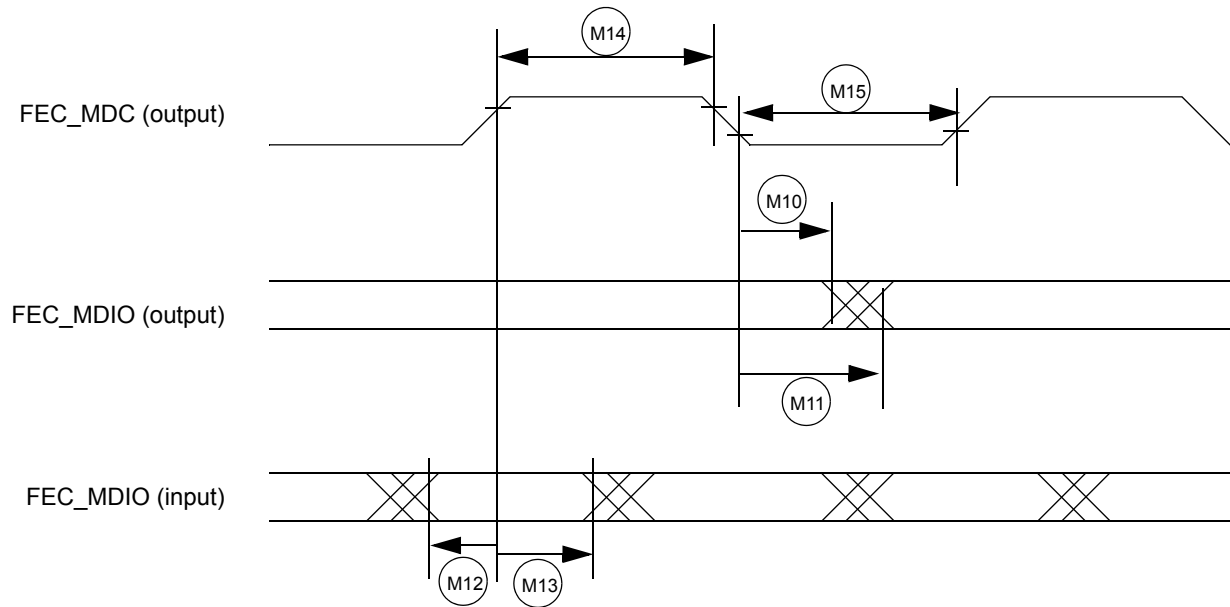 M14
FEC_MDC (output)
M15
M10
FEC_MDIO (output)
M11
FEC_MDIO (input)
M12
M13